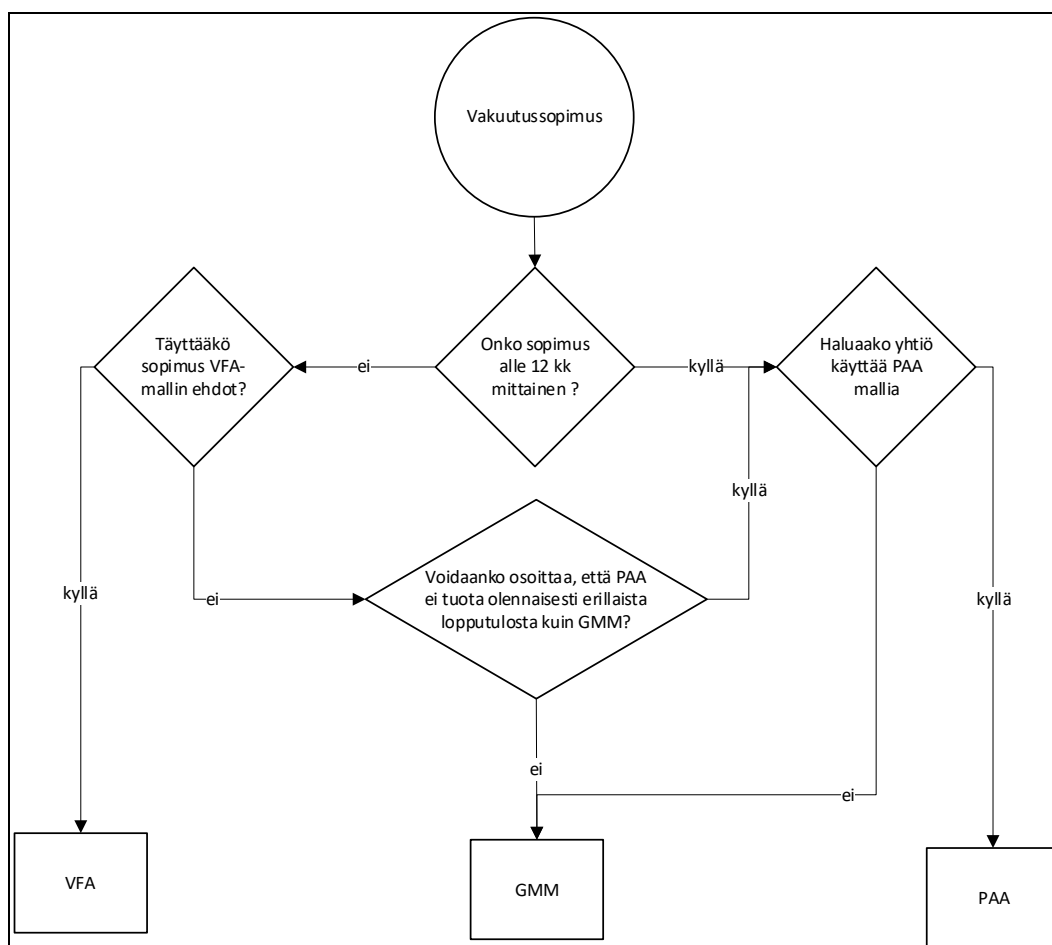 Vakuutussopimus
Täyttääkö
sopimus VFA-
mallin ehdot?
ei
Onko sopimus
alle 12 kk
mittainen ?
kyllä
Haluaako yhtiö
käyttää PAA
mallia
kyllä
Voidaanko osoittaa, että PAA
ei tuota olennaisesti erillaista
lopputulosta kuin GMM?
kyllä
ei
kyllä
ei
ei
VFA
GMM
PAA